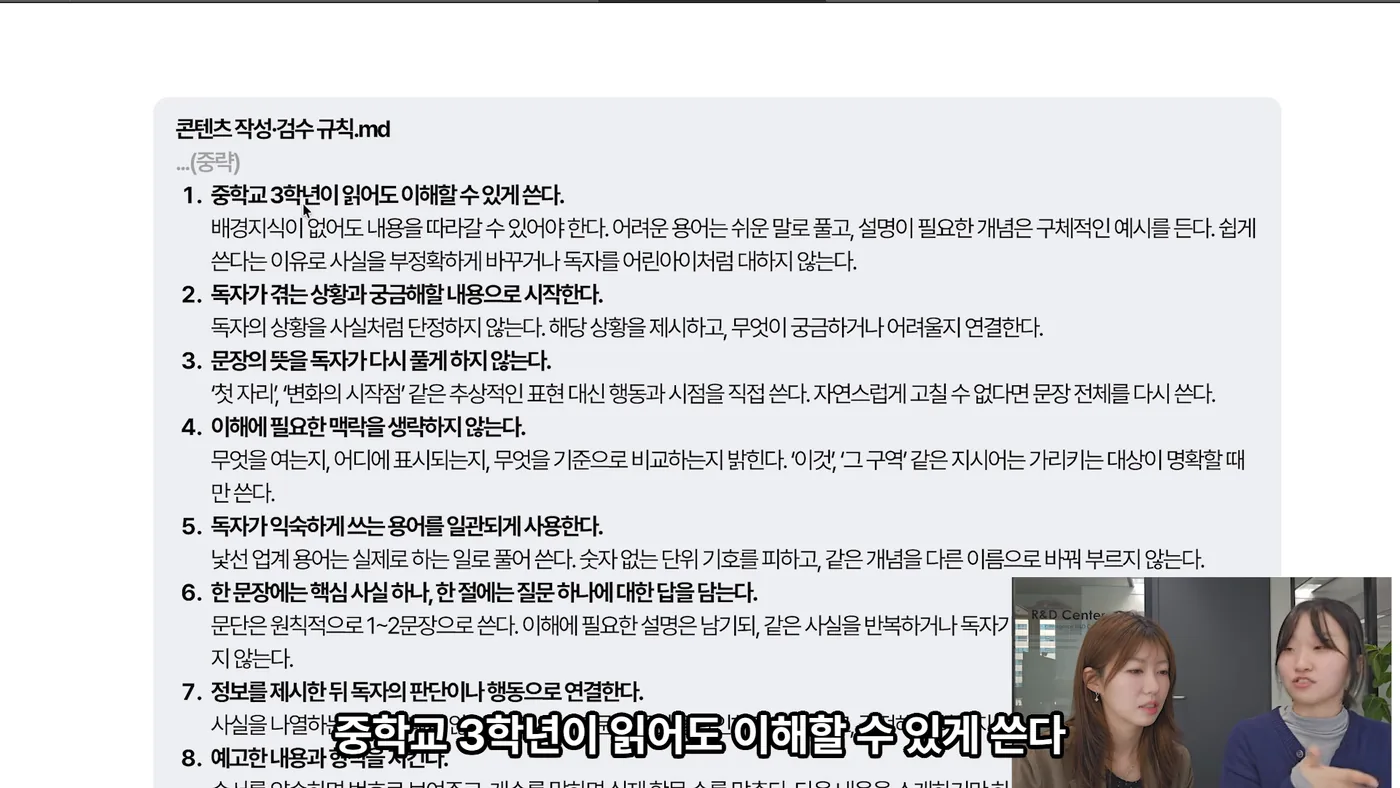 콘텐츠 작성·검수 규칙.md
...(중략)
1. 중학교 3학년이 읽어도 이해할 수 있게 쓴다.
배경지식이 없어도 내용을 따라갈 수 있어야 한다. 어려운 용어는 쉬운 말로 풀고, 설명이 필요한 개념은 구체적인 예시를 든다. 쉽게
쓴다는 이유로 사실을 부정확하게 바꾸거나 독자를 어린아이처럼 대하지 않는다.
2. 독자가 겪는 상황과 궁금해할 내용으로 시작한다.
독자의 상황을 사실처럼 단정하지 않는다. 해당 상황을 제시하고, 무엇이 궁금하거나 어려울지 연결한다.
3. 문장의 뜻을 독자가 다시 풀게 하지 않는다.
‘첫 자리’, ‘변화의 시작점’ 같은 추상적인 표현 대신 행동과 시점을 직접 쓴다. 자연스럽게 고칠 수 없다면 문장 전체를 다시 쓴다.
4. 이해에 필요한 맥락을 생략하지 않는다.
무엇을 여는지, 어디에 표시되는지, 무엇을 기준으로 비교하는지 밝힌다. ‘이것’, ‘그 구역’ 같은 지시어는 가리키는 대상이 명확할 때
만 쓴다.
5. 독자가 익숙하게 쓰는 용어를 일관되게 사용한다.
낯선 업계 용어는 실제로 하는 일로 풀어 쓴다. 숫자 없는 단위 기호를 피하고, 같은 개념을 다른 이름으로 바꿔 부르지 않는다.
6. 한 문장에는 핵심 사실 하나, 한 절에는 질문 하나에 대한 답을 담는다.
문단은 원칙적으로 1~2문장으로 쓴다. 이해에 필요한 설명은 남기되, 같은 사실을 반복하거나 독자가
지 않는다.
7. 정보를 제시한 뒤 독자의 판단이나 행동으로 연결한다.
사실을 나열하는
8. 예고한 내용과 형식을 지킨다.
R&D Center
중학교 3학년이 읽어도 이해할 수 있게 쓴다